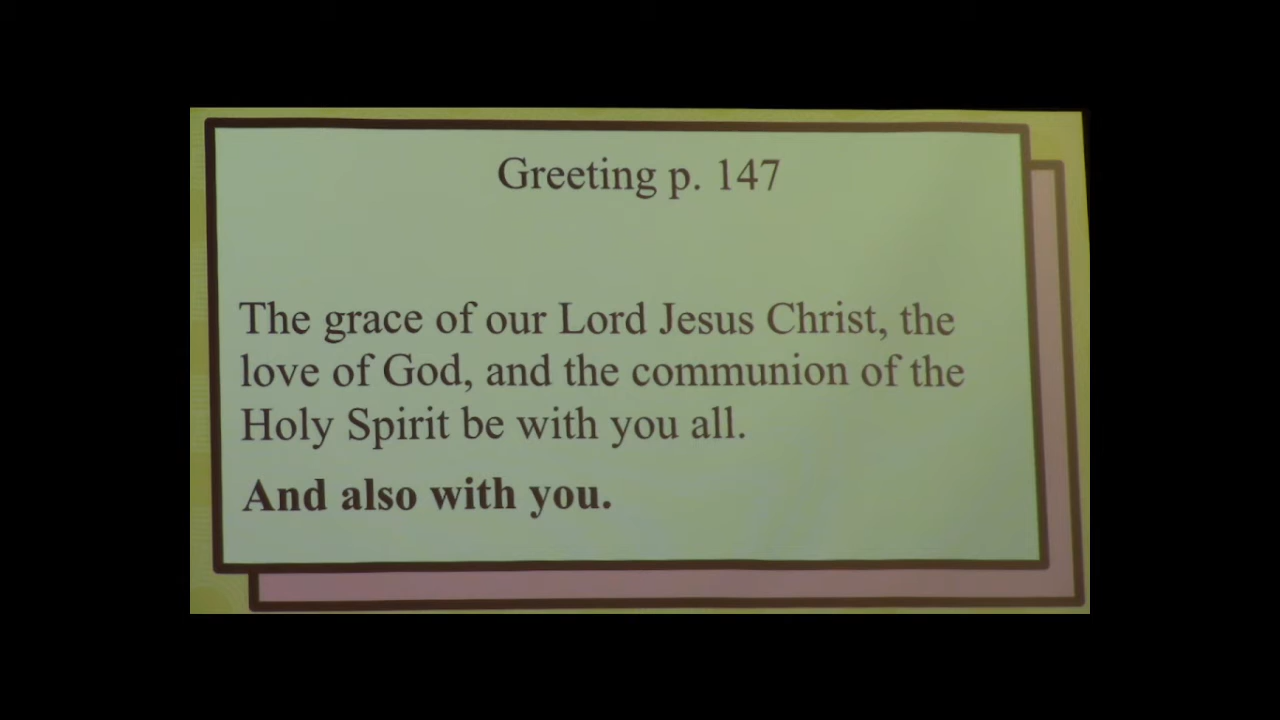 Greeting p. 147
The grace of our Lord Jesus Christ, the
love of God, and the communion of the
Holy Spirit be with you all.
And also with you.